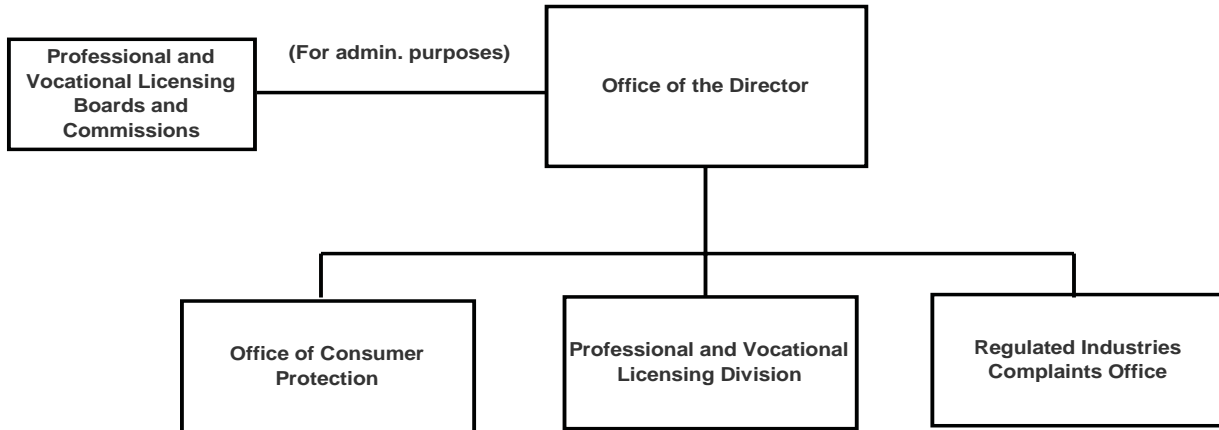 Professional and
Vocational Licensing
Boards and
Commissions
(For admin. purposes)
Office of the Director
Office of Consumer
Protection
Professional and Vocational
Licensing Division
Regulated Industries
Complaints Office